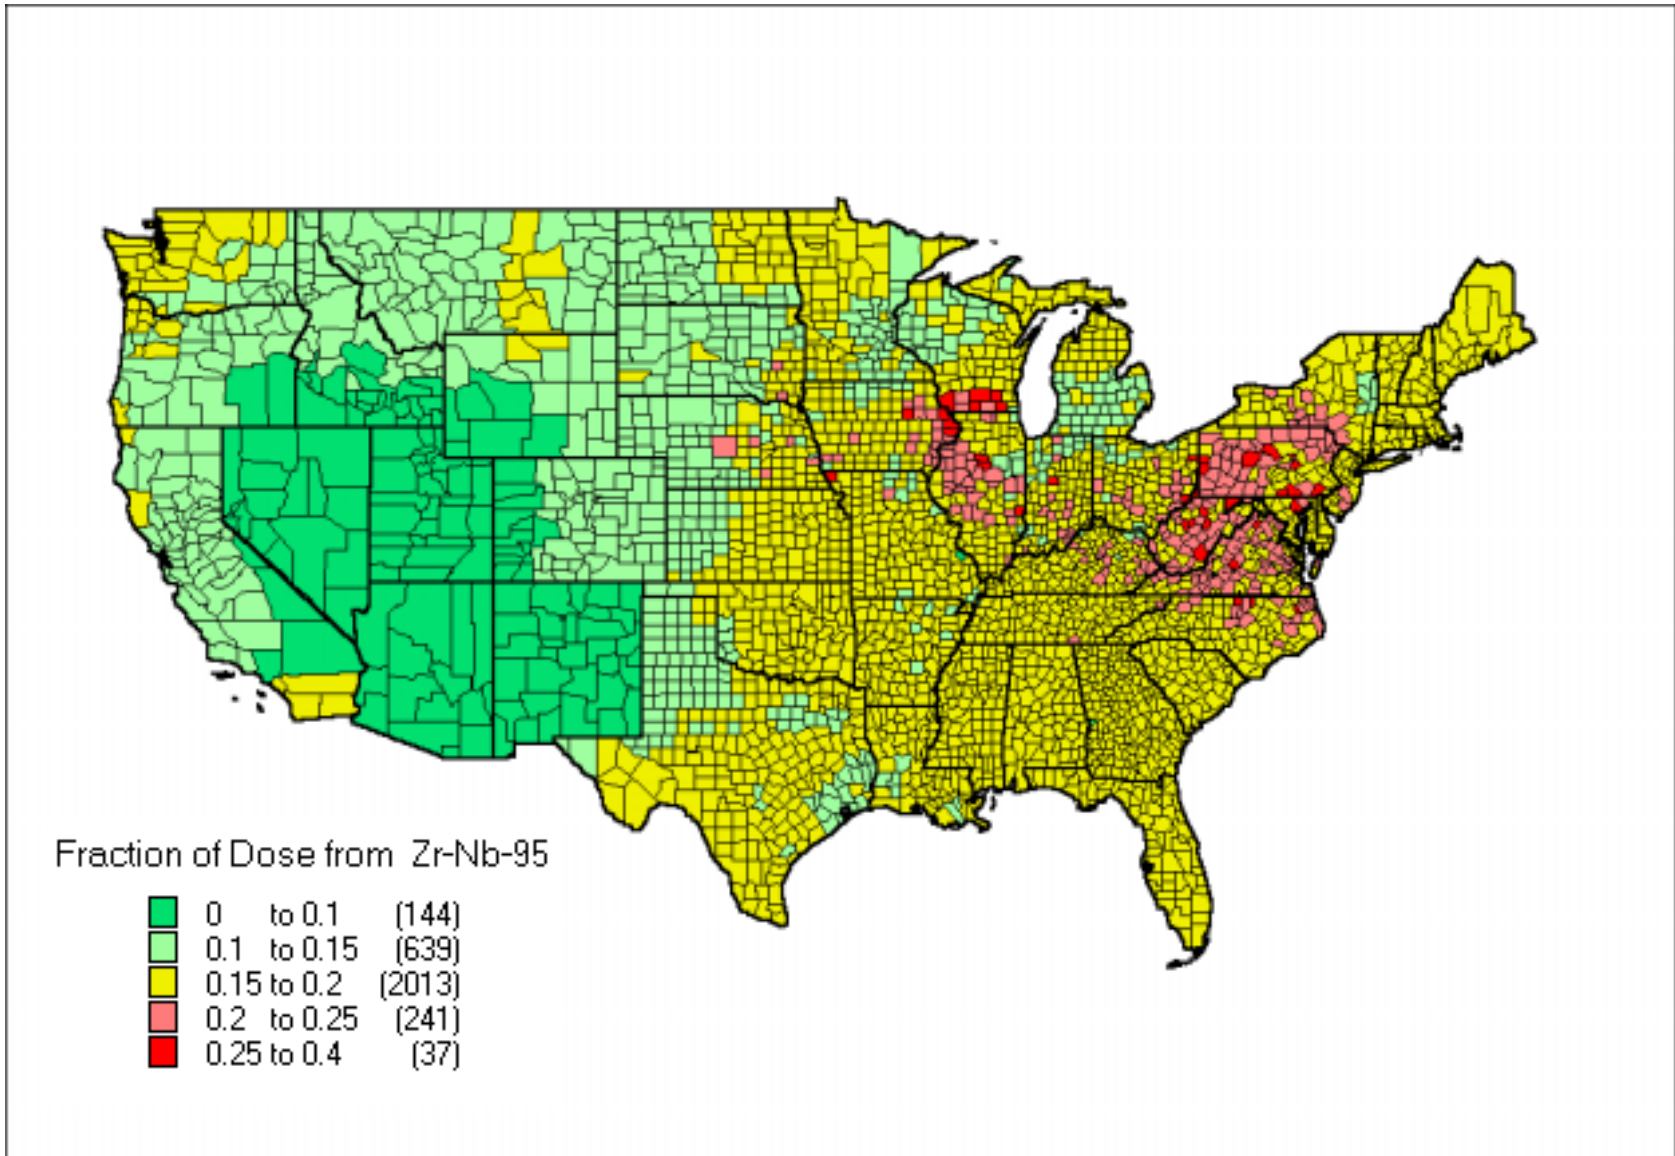 Fraction of Dose from Zr-Nb-95
0 to 0.1 (144)
0.1 to 0.15 (639)
0.15 to 0.2 (2013)
0.2 to 0.25 (241)
0.25 to 0.4 (37)